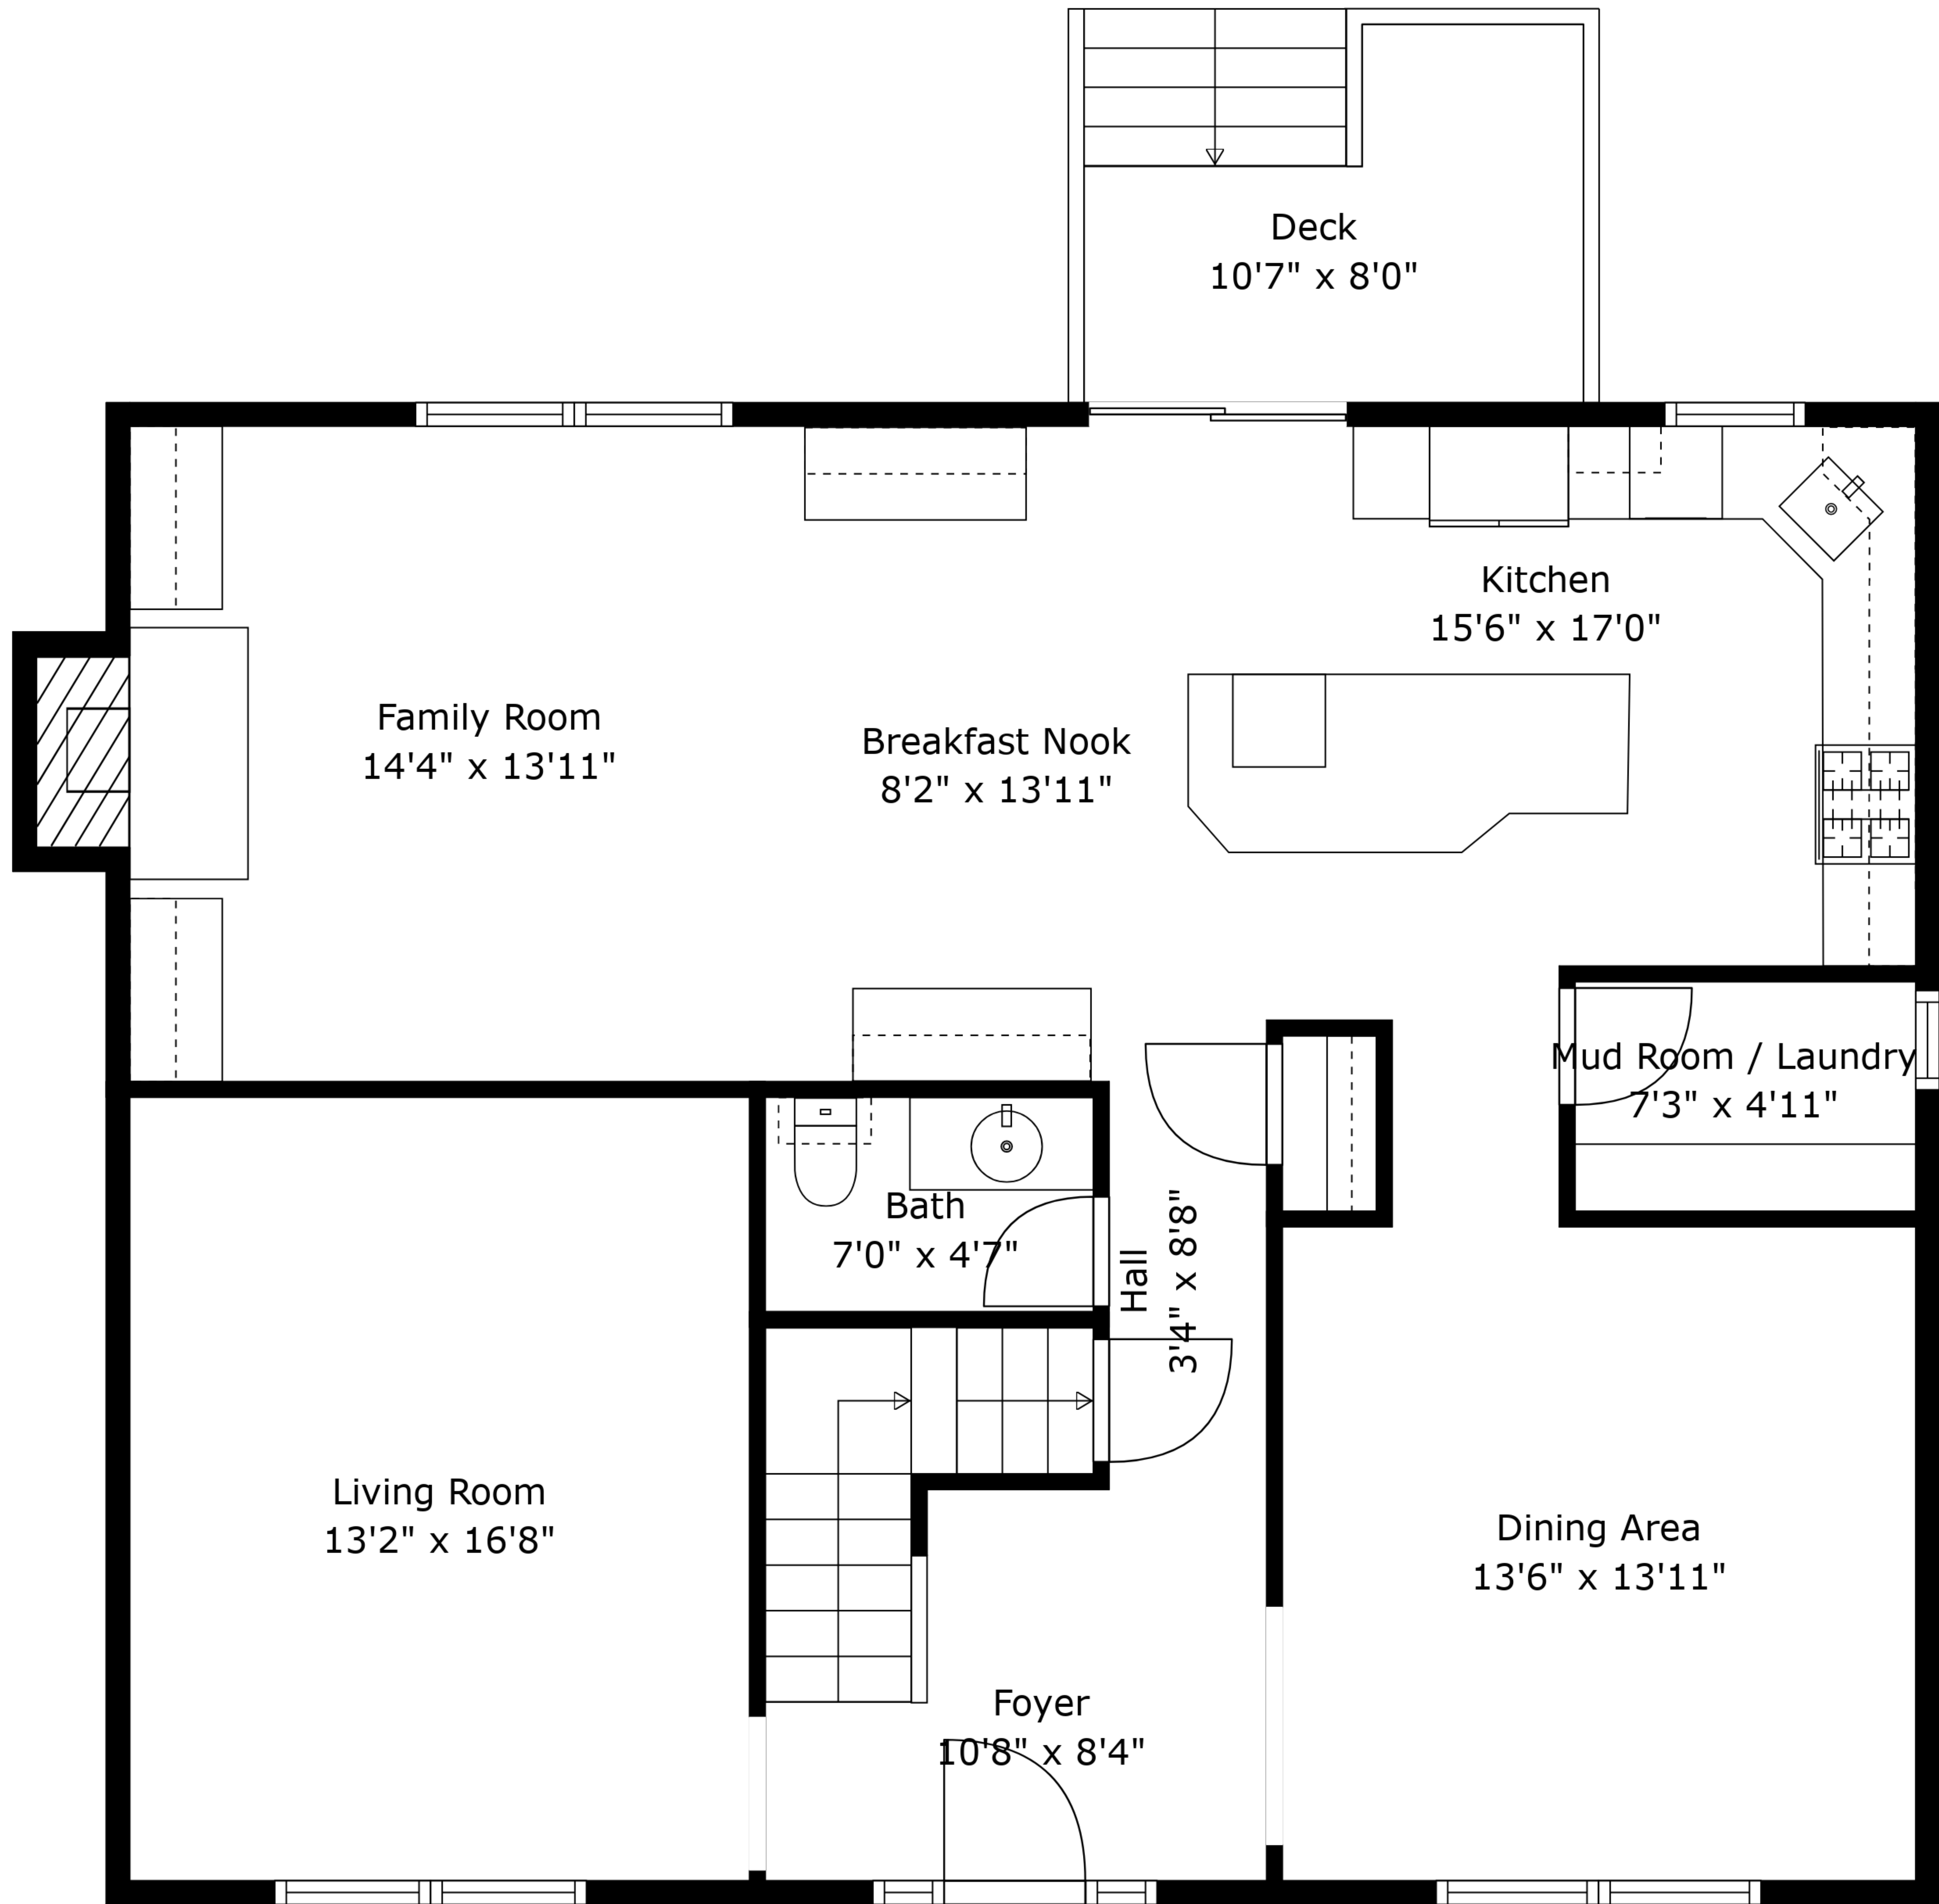 Deck
10'7" x 8'0"
Kitchen
15'6" x 17'0"
Family Room
14'4" x 13'11"
Breakfast Nook
8'2" x 13'11"
Mud Room / Laundry
7'3" x 4'11"
Bath
7'0" x 4'7"
Hall
3'4" x 8'8"
Living Room
13'2" x 16'8"
Dining Area
13'6" x 13'11"
Foyer
10'8" x 8'4"